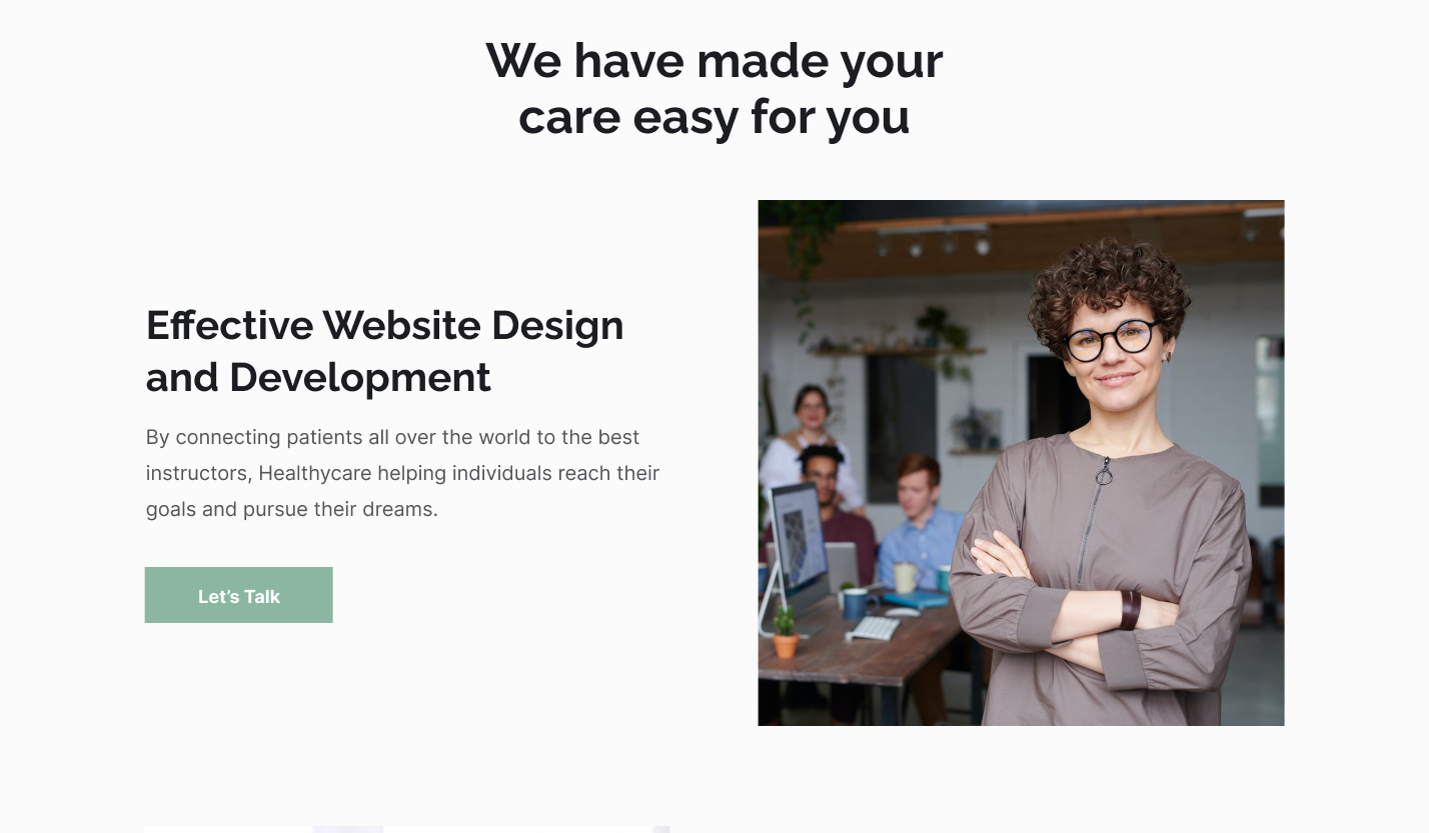 We have made your
care easy for you
Effective Website Design
and Development
By connecting patients all over the world to the best
instructors, Healthycare helping individuals reach their
goals and pursue their dreams.
Let’s Talk